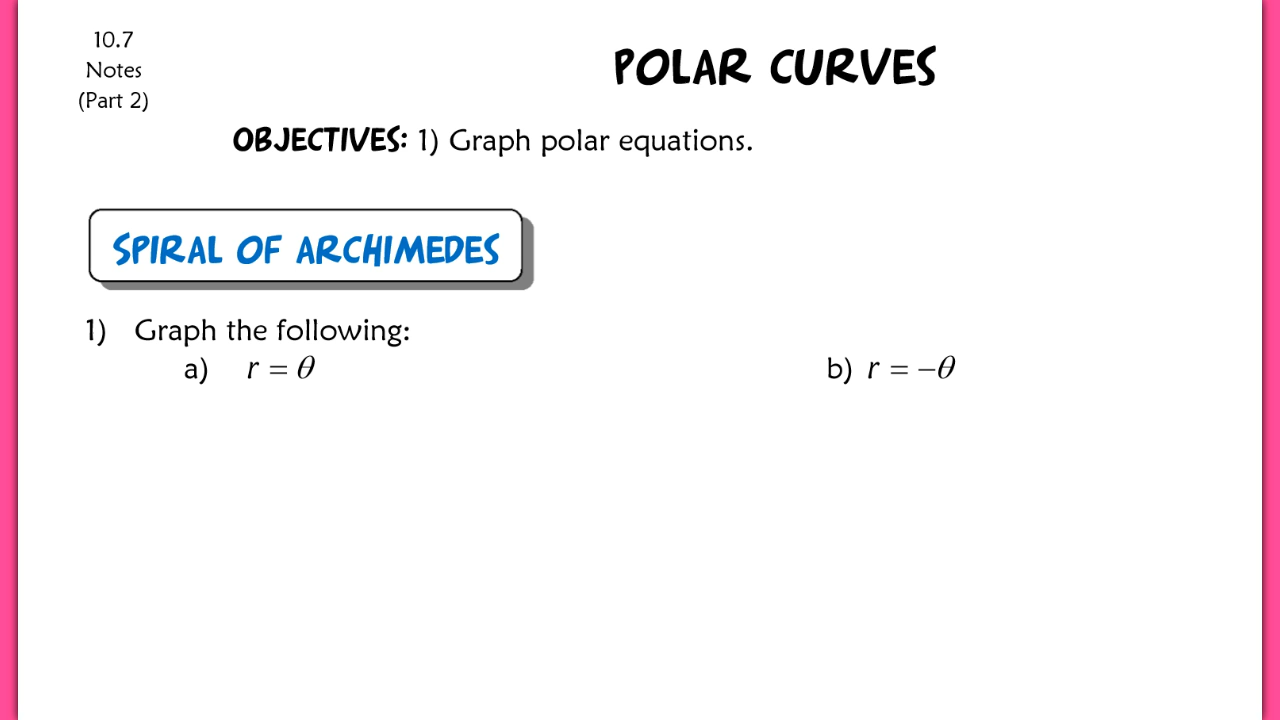 10.7
Notes
(Part 2)
POLAR CURVES
OBJECTIVES: 1) Graph polar equations.
SPIRAL OF ARCHIMEDES
1) Graph the following:
a) r = θ
b) r = −θ